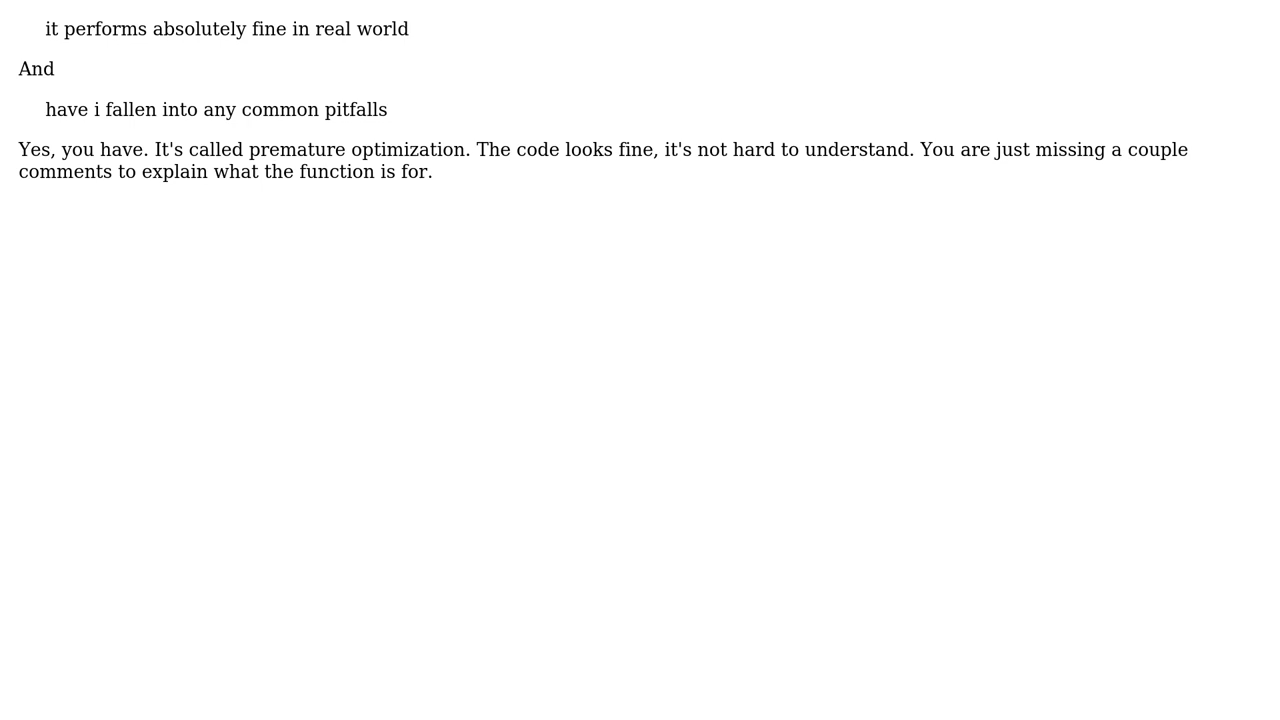 it performs absolutely fine in real world
And
have i fallen into any common pitfalls
Yes, you have. It's called premature optimization. The code looks fine, it's not hard to understand. You are just missing a couple
comments to explain what the function is for.